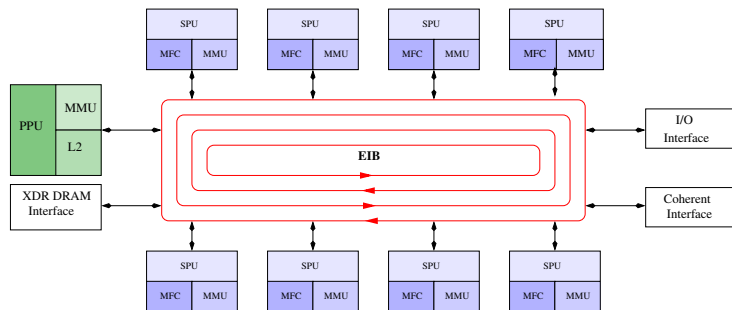 SPU SPU SPU SPU
MFC MMU MFC MMU MFC MMU MFC MMU
PPU MMU
L2
EIB
I/O
Interface
XDR DRAM
Interface
Coherent
Interface
SPU SPU SPU SPU
MFC MMU MFC MMU MFC MMU MFC MMU